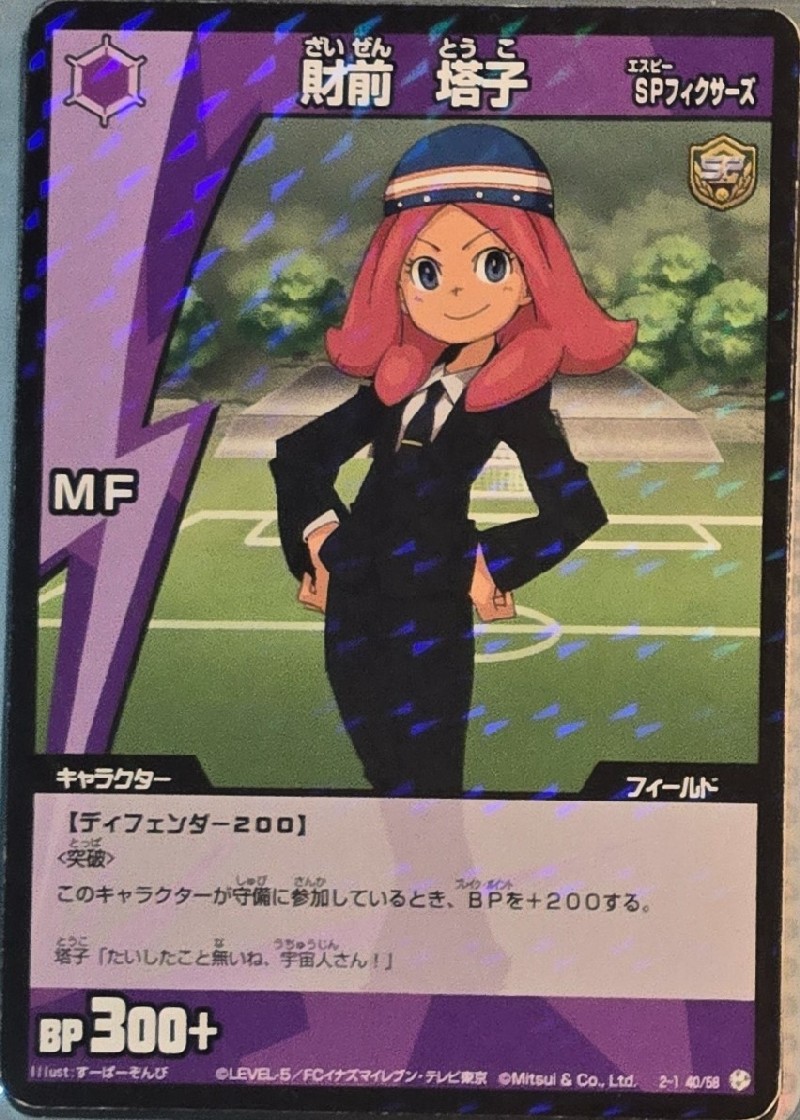 ざいぜん とうこ
財前 塔子
エスピー
SPフィクサーズ
SC
MF
キャラクター
フィールド
【ディフェンダー200】
とっぱ
<突破>
しゅび さんか ブレイク・ポイント
このキャラクターが守備に参加しているとき、BPを+200する。
とうこ な うちゅうじん
塔子「たいしたこと無いね、宇宙人さん!」
BP 300+
Illust:すーぱーぞんび ©LEVEL-5/FCイナズマイレブン・テレビ東京 ©Mitsui & Co., Ltd. 2-1 40/58